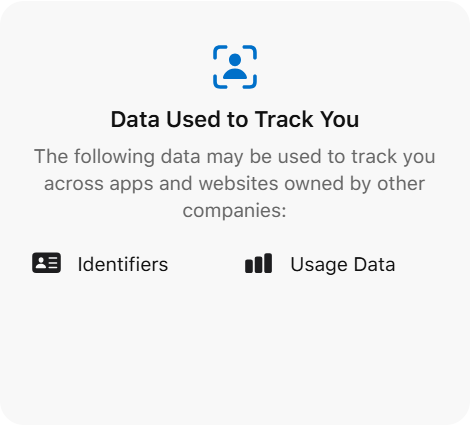 Data Used to Track You
The following data may be used to track you
across apps and websites owned by other
companies:
Identifiers
Usage Data